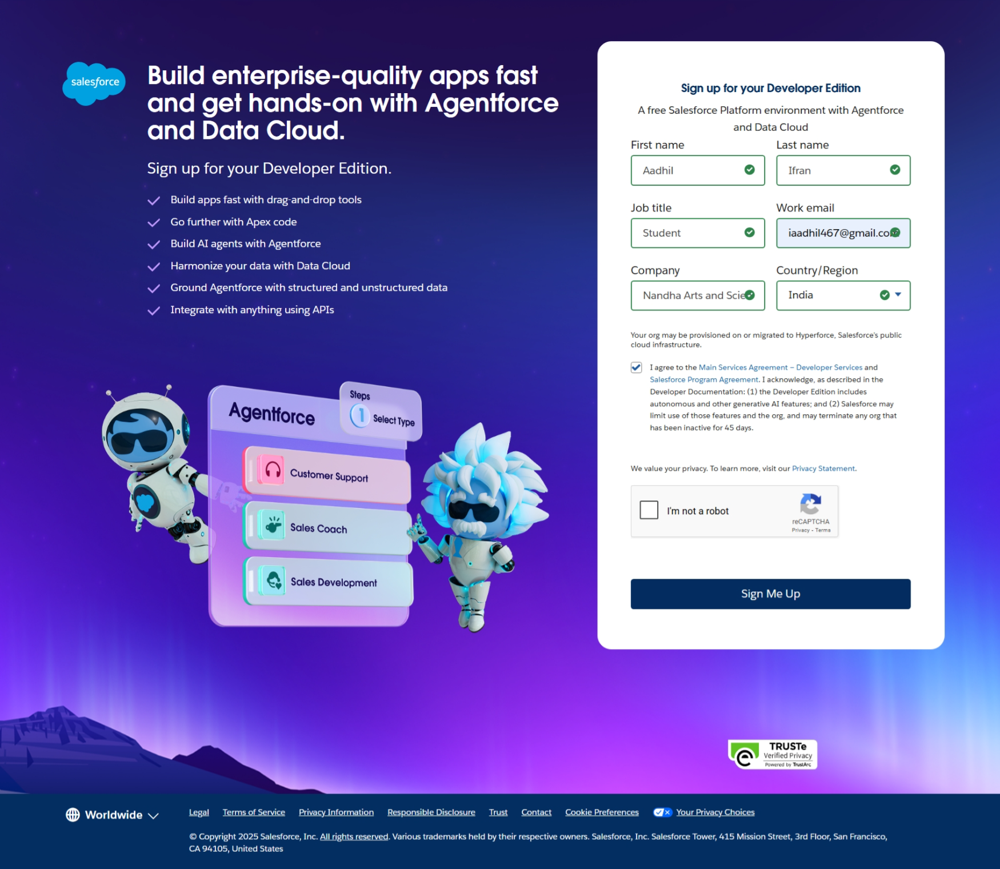 salesforce
Build enterprise-quality apps fast
and get hands-on with Agentforce
and Data Cloud.
Sign up for your Developer Edition.
Build apps fast with drag-and-drop tools
Go further with Apex code
Build AI agents with Agentforce
Harmonize your data with Data Cloud
Ground Agentforce with structured and unstructured data
Integrate with anything using APIs
Agentforce
Steps
1 Select Type
Customer Support
Sales Coach
Sales Development
Sign up for your Developer Edition
A free Salesforce Platform environment with Agentforce
and Data Cloud
First name Last name
Aadhil Ifran
Job title Work email
Student iaadhil467@gmail.com
Company Country/Region
Nandha Arts and Scie India
Your org may be provisioned on or migrated to Hyperforce, Salesforce's public
cloud infrastructure.
I agree to the Main Services Agreement – Developer Services and
Salesforce Program Agreement. I acknowledge, as described in the
Developer Documentation: (1) the Developer Edition includes
autonomous and other generative AI features; and (2) Salesforce may
limit use of those features and the org, and may terminate any org that
has been inactive for 45 days.
We value your privacy. To learn more, visit our Privacy Statement.
I'm not a robot
reCAPTCHA
Privacy - Terms
Sign Me Up
TRUSTe
Verified Privacy
Powered by TrustArc
Worldwide
Legal Terms of Service Privacy Information Responsible Disclosure Trust Contact Cookie Preferences Your Privacy Choices
© Copyright 2025 Salesforce, Inc. All rights reserved. Various trademarks held by their respective owners. Salesforce, Inc. Salesforce Tower, 415 Mission Street, 3rd Floor, San Francisco,
CA 94105, United States